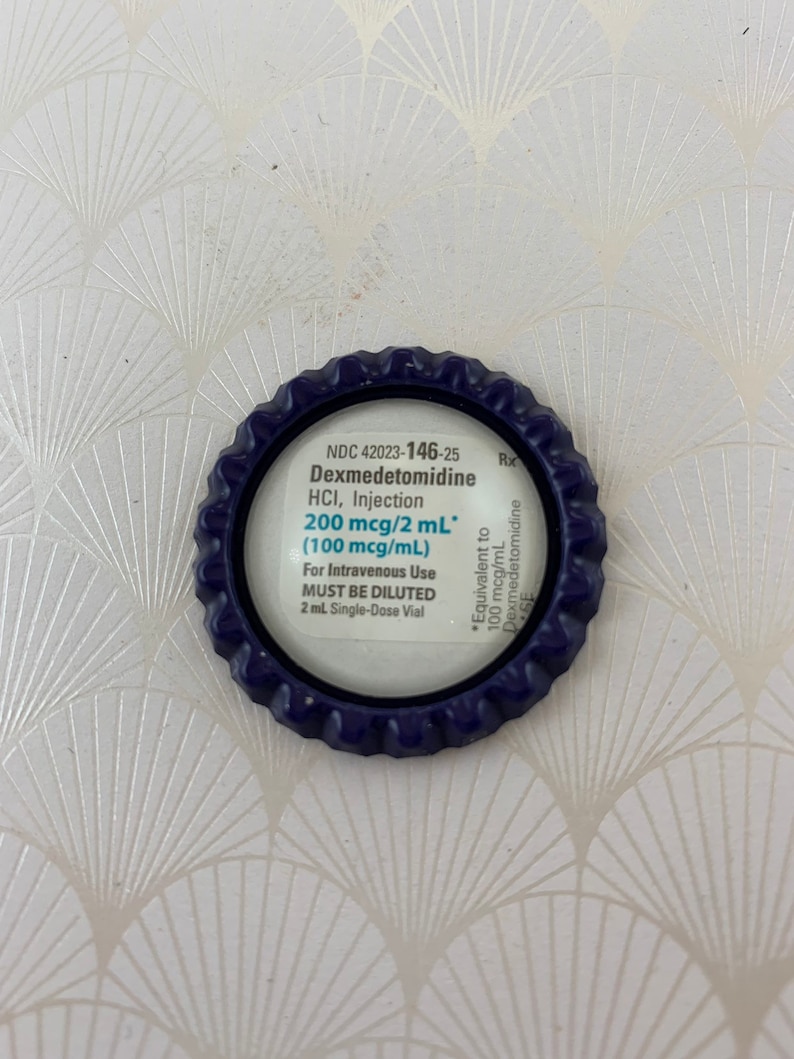 NDC 42023-146-25
Rx
Dexmedetomidine
HCl, Injection
200 mcg/2 mL*
(100 mcg/mL)
For Intravenous Use
MUST BE DILUTED
2 mL Single-Dose Vial
*Equivalent to
100 mcg/mL
Dexmedetomidine